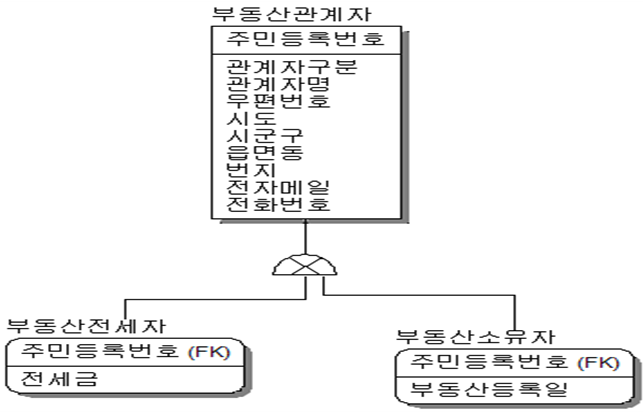 부동산관계자
주민등록번호
관계자구분
관계자명
우편번호
시도
시군구
읍면동
번지
전자메일
전화번호
부동산전세자
주민등록번호 (FK)
전세금
부동산소유자
주민등록번호 (FK)
부동산등록일